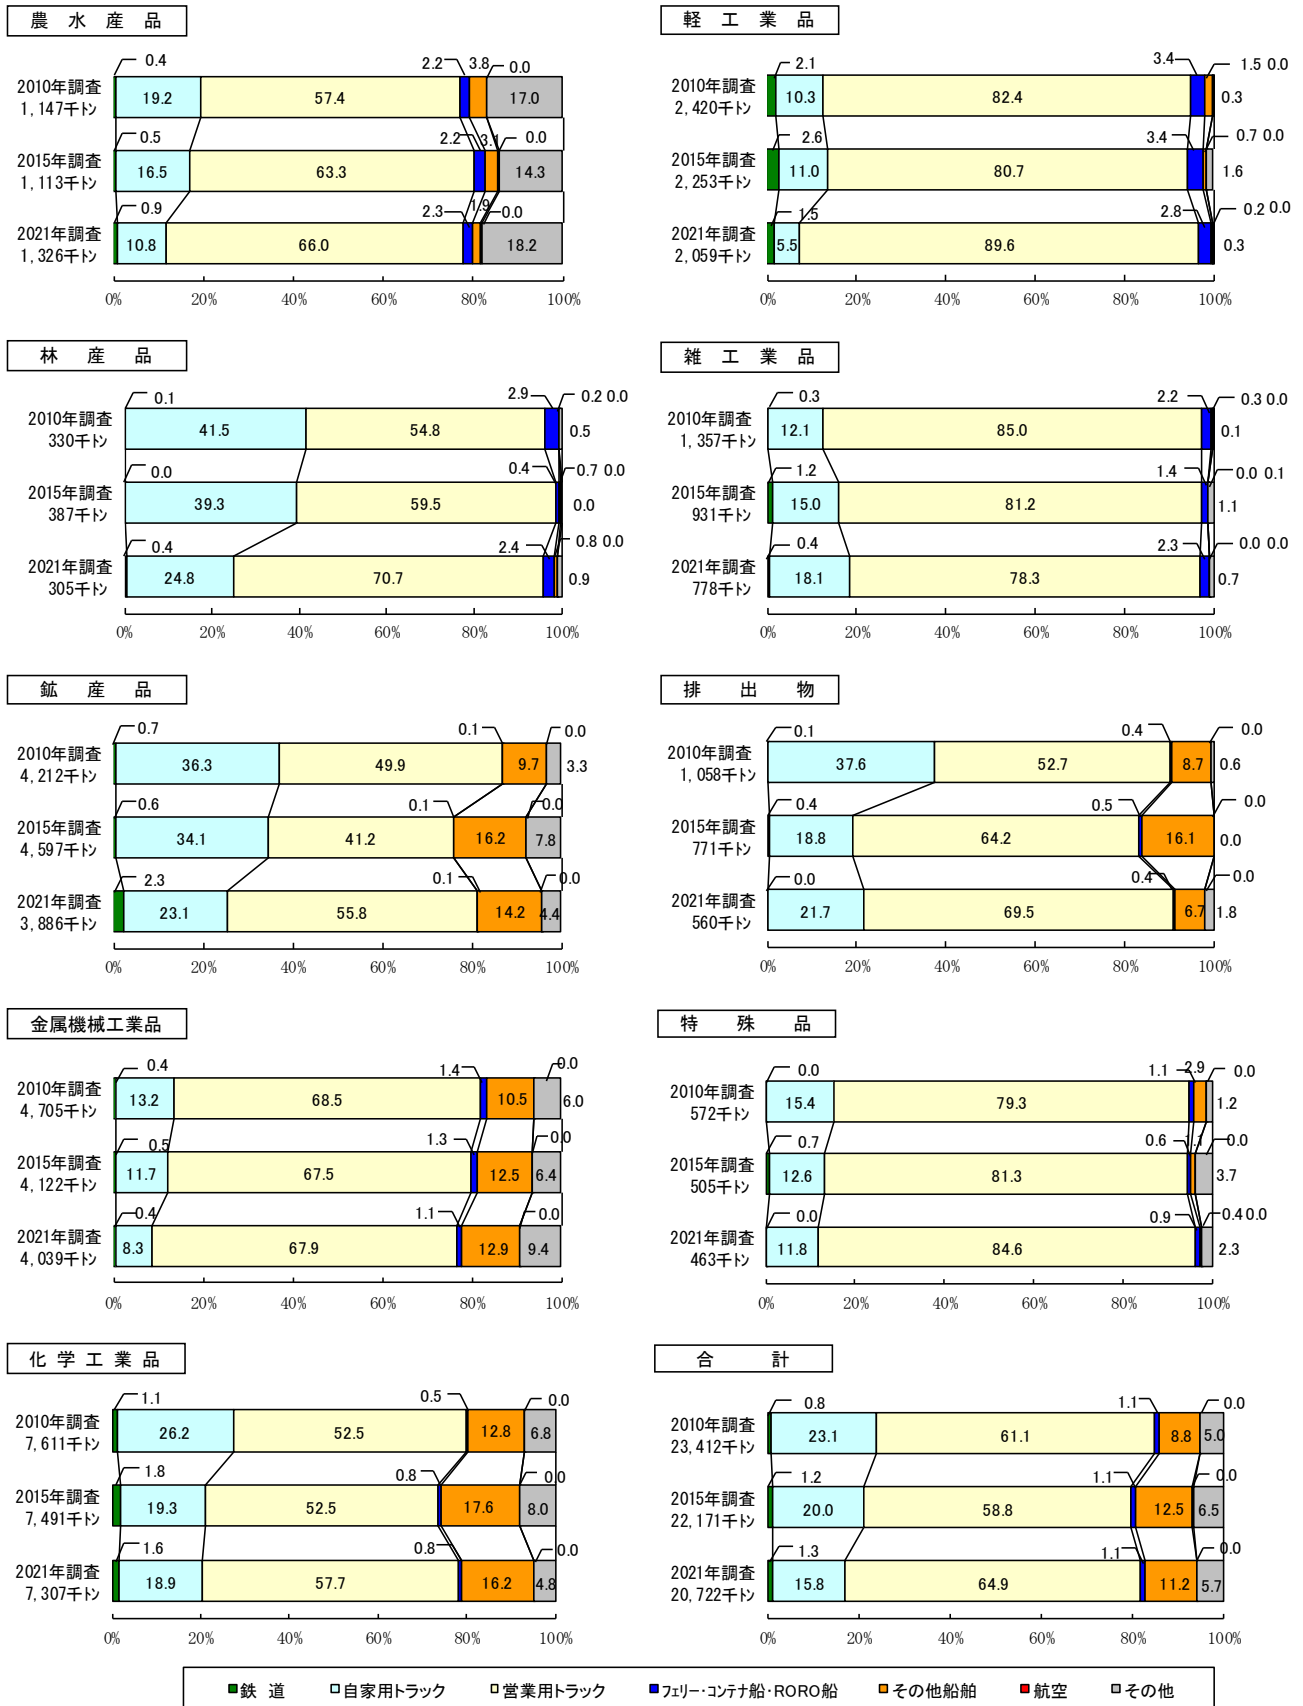 農 水 産 品
0.4 2.2 3.8 0.0
2010年調査
1,147千トン
19.2 57.4 17.0
0.5 2.2 3.1 0.0
2015年調査
1,113千トン
16.5 63.3 14.3
0.9 2.3 1.9 0.0
2021年調査
1,326千トン
10.8 66.0 18.2
0% 20% 40% 60% 80% 100%
軽 工 業 品
2.1 3.4 1.5 0.0
2010年調査
2,420千トン
10.3 82.4 0.3
2.6 3.4 0.7 0.0
2015年調査
2,253千トン
11.0 80.7 1.6
1.5 2.8 0.2 0.0
2021年調査
2,059千トン
5.5 89.6 0.3
0% 20% 40% 60% 80% 100%
林 産 品
0.1 2.9 0.2 0.0
2010年調査
330千トン
41.5 54.8 0.5
0.0 0.4 0.7 0.0
2015年調査
387千トン
39.3 59.5 0.0
0.4 2.4 0.8 0.0
2021年調査
305千トン
24.8 70.7 0.9
0% 20% 40% 60% 80% 100%
雑 工 業 品
0.3 2.2 0.3 0.0
2010年調査
1,357千トン
12.1 85.0 0.1
1.2 1.4 0.0 0.1
2015年調査
931千トン
15.0 81.2 1.1
0.4 2.3 0.0 0.0
2021年調査
778千トン
18.1 78.3 0.7
0% 20% 40% 60% 80% 100%
鉱 産 品
0.7 0.1 0.0
2010年調査
4,212千トン
36.3 49.9 9.7 3.3
0.6 0.1 0.0
2015年調査
4,597千トン
34.1 41.2 16.2 7.8
2.3 0.1 0.0
2021年調査
3,886千トン
23.1 55.8 14.2 4.4
0% 20% 40% 60% 80% 100%
排 出 物
0.1 0.4 0.0
2010年調査
1,058千トン
37.6 52.7 8.7 0.6
0.4 0.5 0.0
2015年調査
771千トン
18.8 64.2 16.1 0.0
0.0 0.4 0.0
2021年調査
560千トン
21.7 69.5 6.7 1.8
0% 20% 40% 60% 80% 100%
金属機械工業品
0.4 1.4 0.0
2010年調査
4,705千トン
13.2 68.5 10.5 6.0
0.5 1.3 0.0
2015年調査
4,122千トン
11.7 67.5 12.5 6.4
0.4 1.1 0.0
2021年調査
4,039千トン
8.3 67.9 12.9 9.4
0% 20% 40% 60% 80% 100%
特 殊 品
0.0 1.1 2.9 0.0
2010年調査
572千トン
15.4 79.3 1.2
0.7 0.6 1.1 0.0
2015年調査
505千トン
12.6 81.3 3.7
0.0 0.9 0.4 0.0
2021年調査
463千トン
11.8 84.6 2.3
0% 20% 40% 60% 80% 100%
化 学 工 業 品
1.1 0.5 0.0
2010年調査
7,611千トン
26.2 52.5 12.8 6.8
1.8 0.8 0.0
2015年調査
7,491千トン
19.3 52.5 17.6 8.0
1.6 0.8 0.0
2021年調査
7,307千トン
18.9 57.7 16.2 4.8
0% 20% 40% 60% 80% 100%
合 計
0.8 1.1 0.0
2010年調査
23,412千トン
23.1 61.1 8.8 5.0
1.2 1.1 0.0
2015年調査
22,171千トン
20.0 58.8 12.5 6.5
1.3 1.1 0.0
2021年調査
20,722千トン
15.8 64.9 11.2 5.7
0% 20% 40% 60% 80% 100%
鉄 道 自家用トラック 営業用トラック フェリー・コンテナ船・RORO船 その他船舶 航空 その他